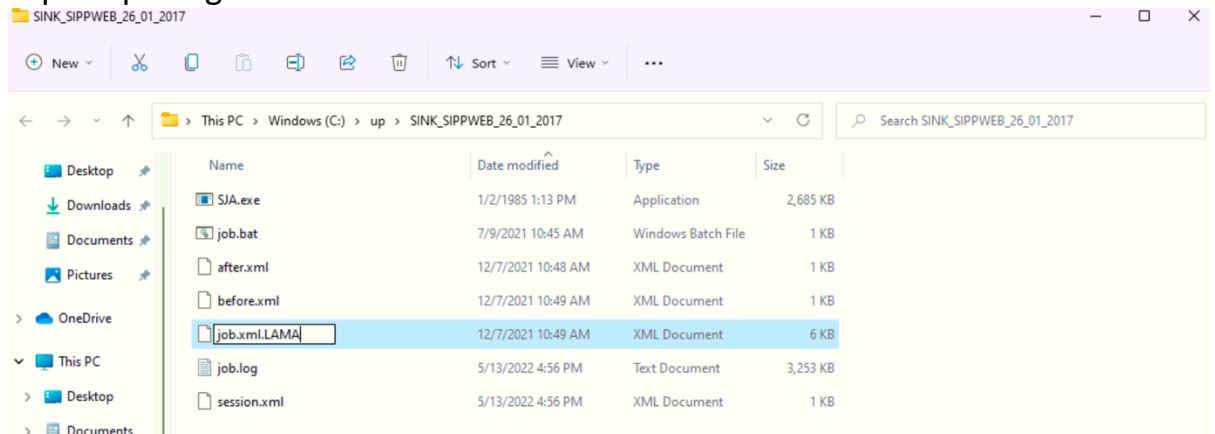 SINK_SIPPWEB_26_01_2017
New Sort View ...
This PC > Windows (C:) > up > SINK_SIPPWEB_26_01_2017 Search SINK_SIPPWEB_26_01_2017
Desktop
Downloads
Documents
Pictures
OneDrive
This PC
Desktop
Documents
Name Date modified Type Size
SJA.exe 1/2/1985 1:13 PM Application 2,685 KB
job.bat 7/9/2021 10:45 AM Windows Batch File 1 KB
after.xml 12/7/2021 10:48 AM XML Document 1 KB
before.xml 12/7/2021 10:49 AM XML Document 1 KB
job.xml.LAMA 12/7/2021 10:49 AM XML Document 6 KB
job.log 5/13/2022 4:56 PM Text Document 3,253 KB
session.xml 5/13/2022 4:56 PM XML Document 1 KB